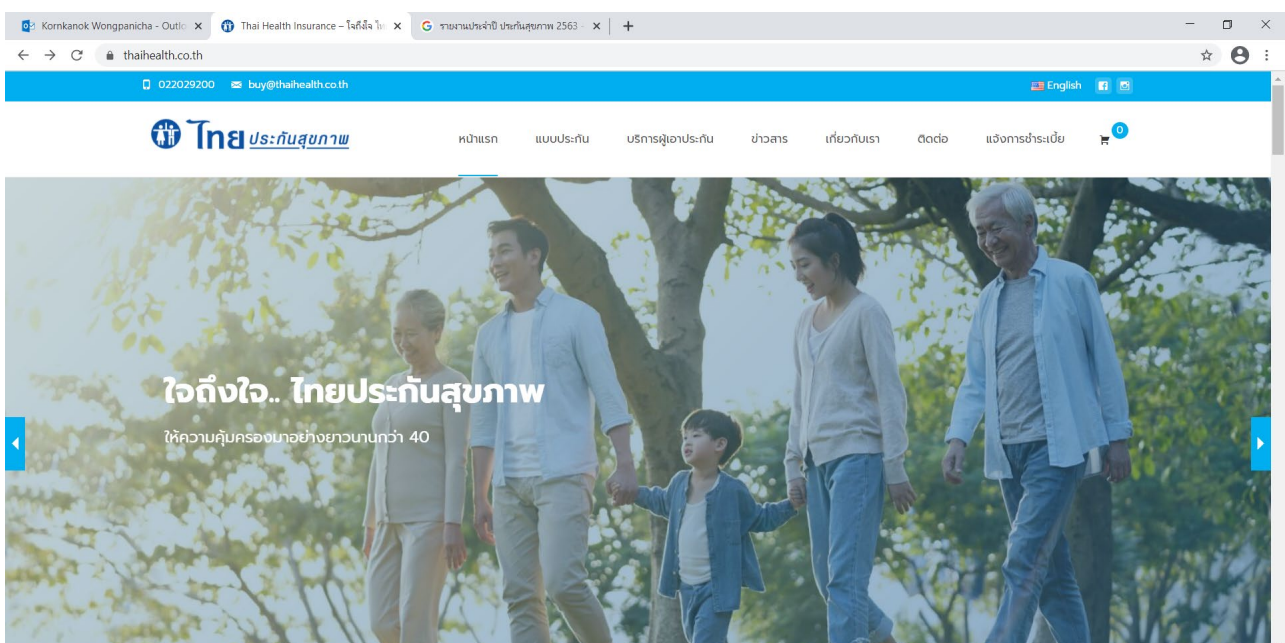 Kornkanok Wongpanicha - Outlo
Thai Health Insurance – ใจถึงใจ ไท
รายงานประจำปี ประกันสุขภาพ 2563 -
thaihealth.co.th
022029200 buy@thaihealth.co.th English
ไทย ประกันสุขภาพ
หน้าแรก แบบประกัน บริการผู้เอาประกัน ข่าวสาร เกี่ยวกับเรา ติดต่อ แจ้งการชำระเบี้ย 0
ใจถึงใจ.. ไทยประกันสุขภาพ
ให้ความคุ้มครองมาอย่างยาวนานกว่า 40